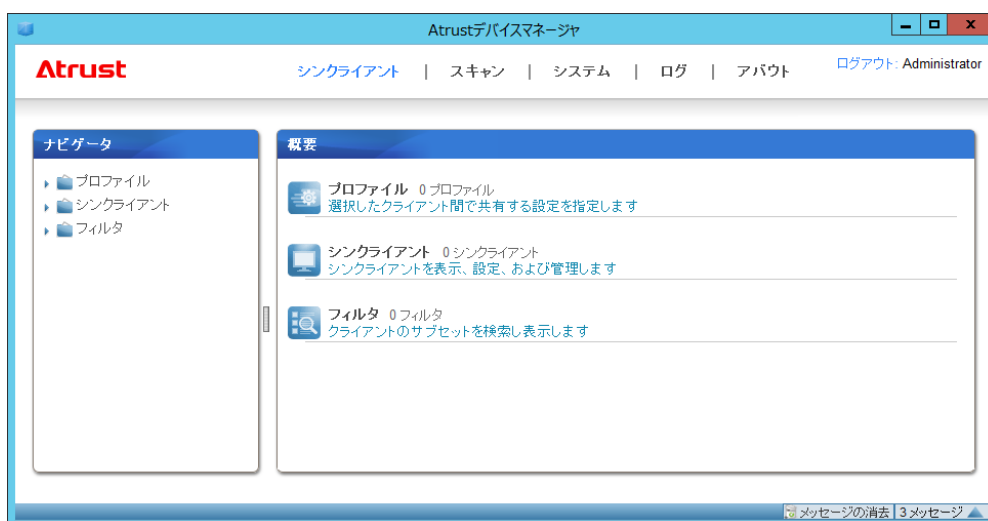 Atrustデバイスマネージャ
Atrust
シンクライアント | スキャン | システム | ログ | アバウト
ログアウト: Administrator
ナビゲータ
プロファイル
シンクライアント
フィルタ
概要
プロファイル 0 プロファイル
選択したクライアント間で共有する設定を指定します
シンクライアント 0 シンクライアント
シンクライアントを表示、設定、および管理します
フィルタ 0 フィルタ
クライアントのサブセットを検索し表示します
メッセージの消去 3 メッセージ